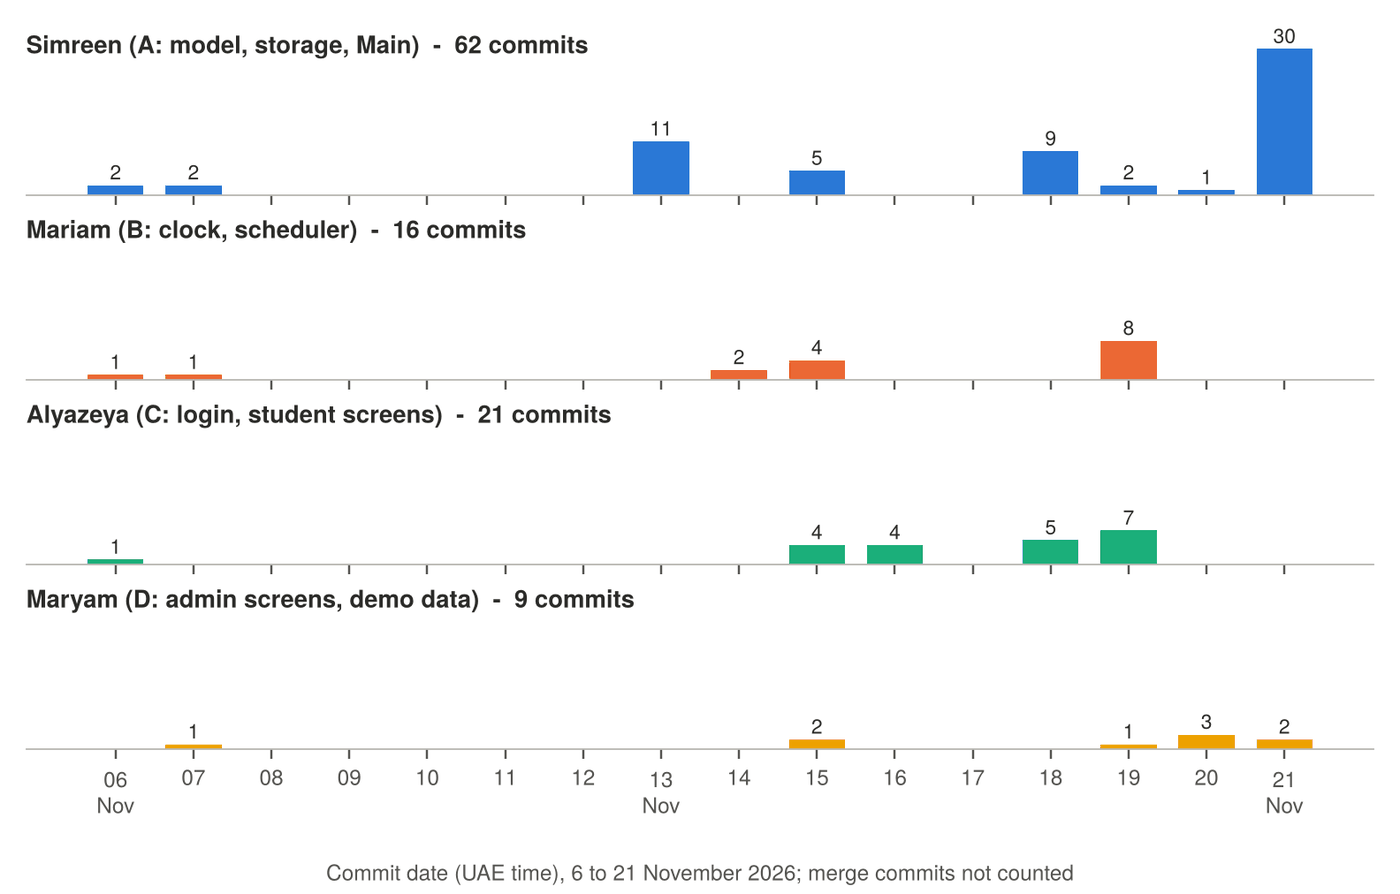 30
Simreen (A: model, storage, Main)  -  62 commits
11
9
5
2 2 2 1
Mariam (B: clock, scheduler)  -  16 commits
8
4
1 1 2
Alyazeya (C: login, student screens)  -  21 commits
7
5
4 4
1
Maryam (D: admin screens, demo data)  -  9 commits
3
1 2 1 2
06 07 08 09 10 11 12 13 14 15 16 17 18 19 20 21
Nov Nov Nov
Commit date (UAE time), 6 to 21 November 2026; merge commits not counted